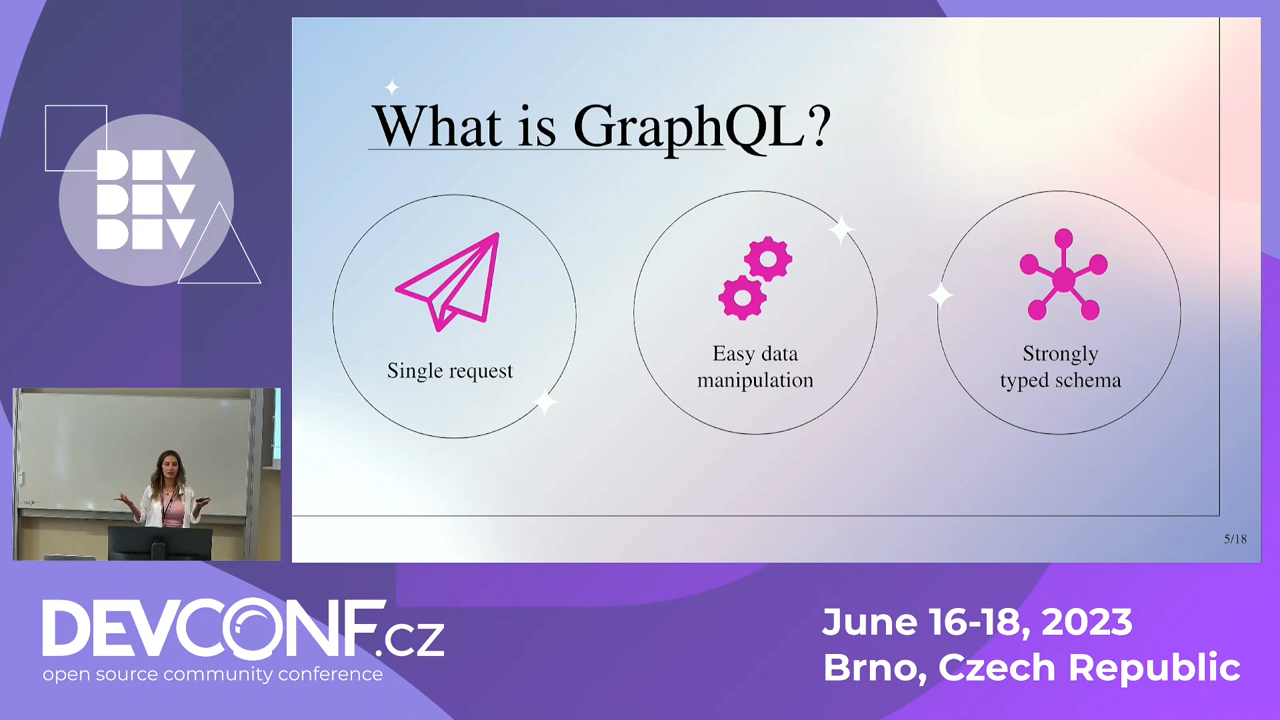 What is GraphQL?
Single request
Easy data
manipulation
Strongly
typed schema
5/18
DEV
DEV
DEV
DEVCONF.cz
open source community conference
June 16-18, 2023
Brno, Czech Republic